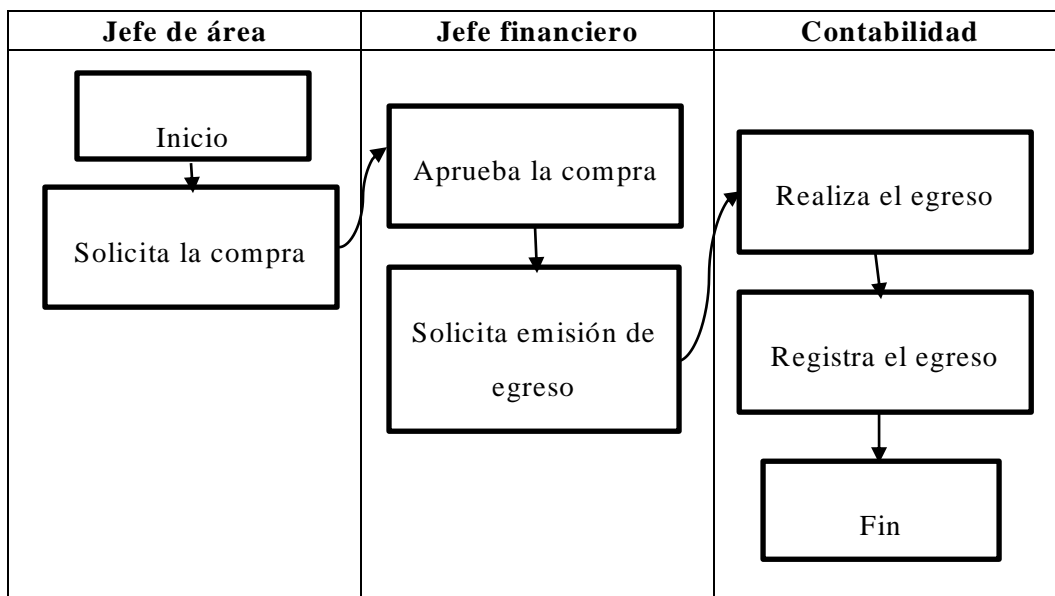 Jefe de área
Jefe financiero
Contabilidad
Inicio
Solicita la compra
Aprueba la compra
Solicita emisión de
egreso
Realiza el egreso
Registra el egreso
Fin